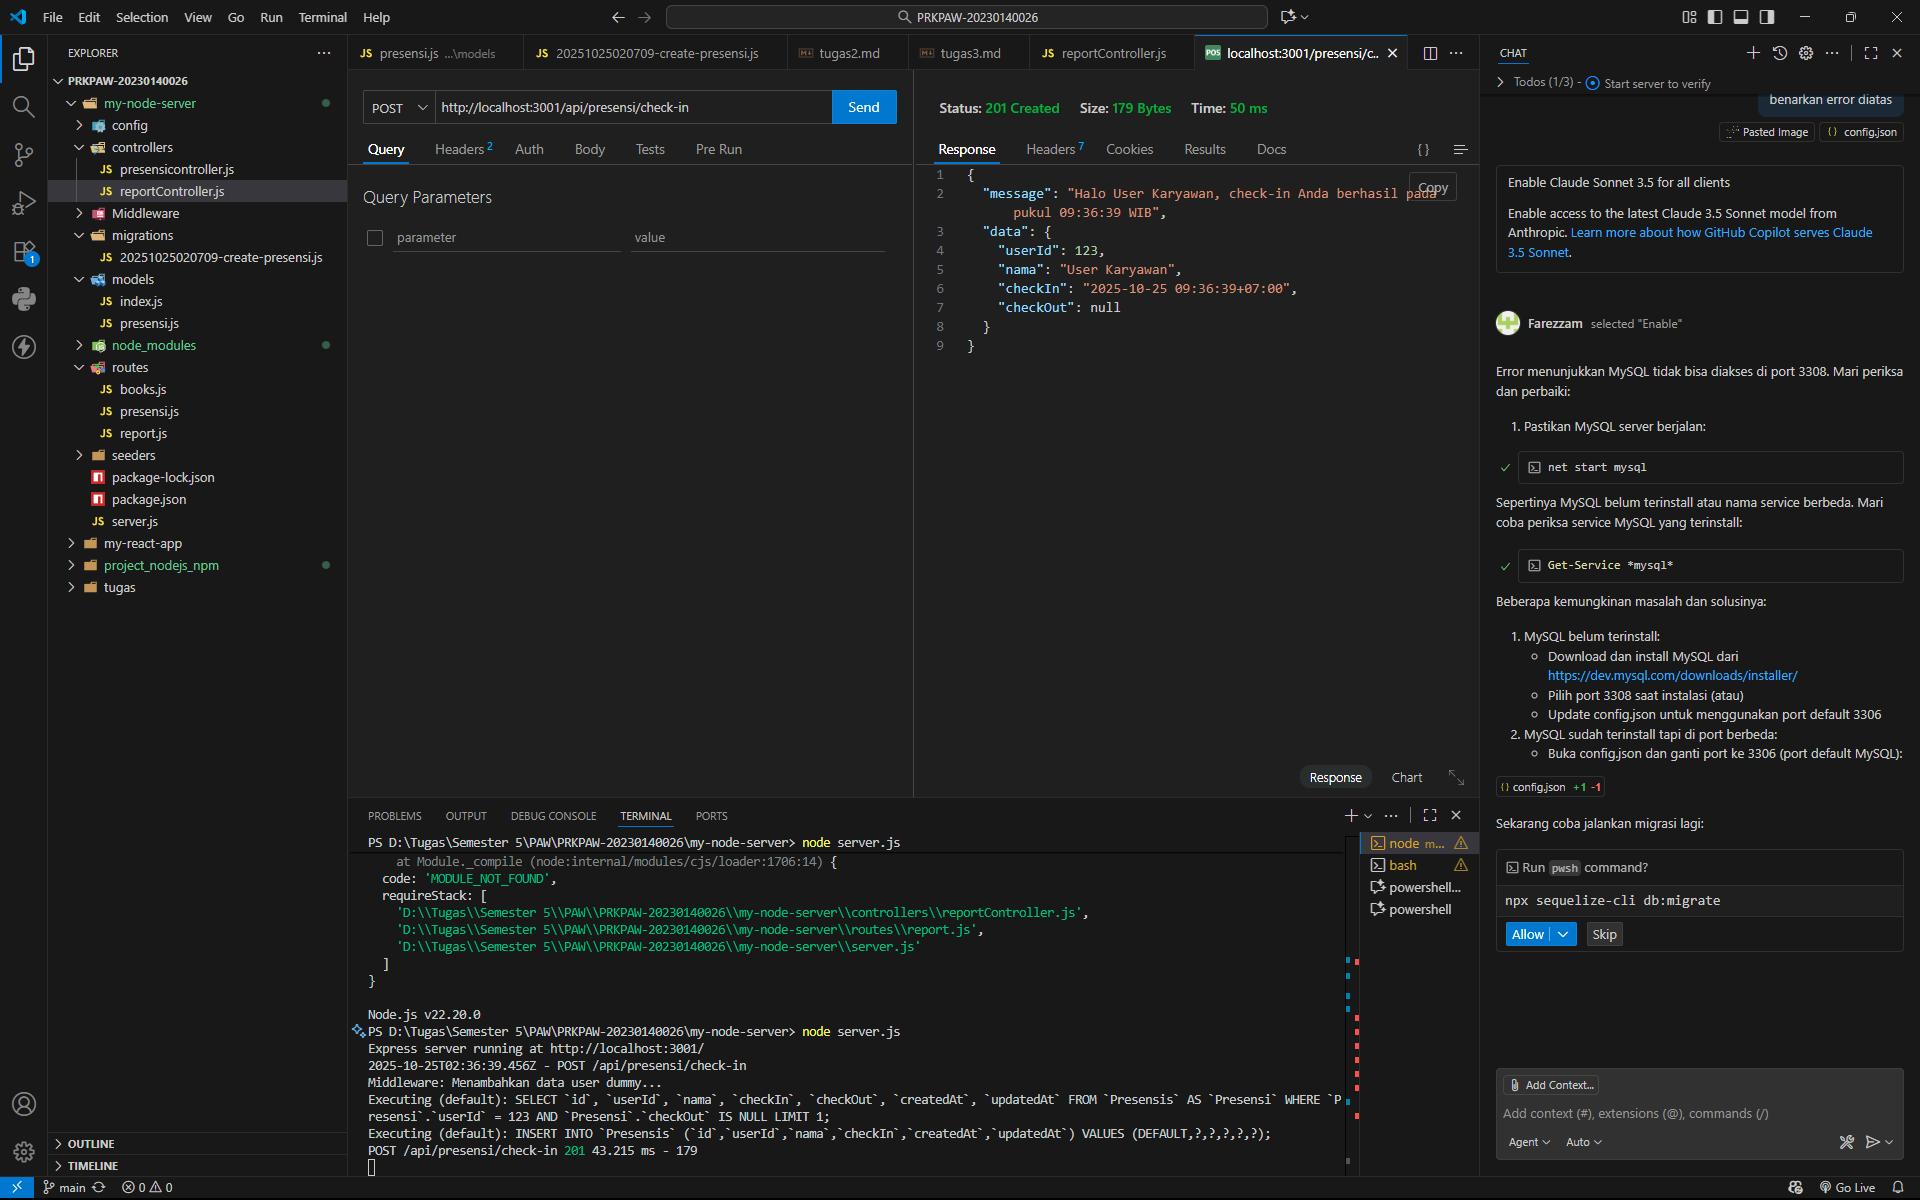 File Edit Selection View Go Run Terminal Help
PRKPAW-20230140026
EXPLORER
PRKPAW-20230140026
my-node-server
config
controllers
JS presensicontroller.js
JS reportController.js
Middleware
migrations
JS 20251025020709-create-presensi.js
models
JS index.js
JS presensi.js
node_modules
routes
JS books.js
JS presensi.js
JS report.js
seeders
package-lock.json
package.json
JS server.js
my-react-app
project_nodejs_npm
tugas
OUTLINE
TIMELINE
1
JS presensi.js ...\models
JS 20251025020709-create-presensi.js
tugas2.md
tugas3.md
JS reportController.js
POS localhost:3001/presensi/c..
POST http://localhost:3001/api/presensi/check-in Send
Query Headers 2 Auth Body Tests Pre Run
Query Parameters
parameter value
Status: 201 Created Size: 179 Bytes Time: 50 ms
Response Headers 7 Cookies Results Docs { }
Copy
1 {
2 "message": "Halo User Karyawan, check-in Anda berhasil pada
pukul 09:36:39 WIB",
3 "data": {
4 "userId": 123,
5 "nama": "User Karyawan",
6 "checkIn": "2025-10-25 09:36:39+07:00",
7 "checkOut": null
8 }
9 }
Response Chart
PROBLEMS OUTPUT DEBUG CONSOLE TERMINAL PORTS
PS D:\Tugas\Semester 5\PAW\PRKPAW-20230140026\my-node-server> node server.js
at Module._compile (node:internal/modules/cjs/loader:1706:14) {
code: 'MODULE_NOT_FOUND',
requireStack: [
'D:\\Tugas\\Semester 5\\PAW\\PRKPAW-20230140026\\my-node-server\\controllers\\reportController.js',
'D:\\Tugas\\Semester 5\\PAW\\PRKPAW-20230140026\\my-node-server\\routes\\report.js',
'D:\\Tugas\\Semester 5\\PAW\\PRKPAW-20230140026\\my-node-server\\server.js'
]
}
Node.js v22.20.0
PS D:\Tugas\Semester 5\PAW\PRKPAW-20230140026\my-node-server> node server.js
Express server running at http://localhost:3001/
2025-10-25T02:36:39.456Z - POST /api/presensi/check-in
Middleware: Menambahkan data user dummy...
Executing (default): SELECT `id`, `userId`, `nama`, `checkIn`, `checkOut`, `createdAt`, `updatedAt` FROM `Presensis` AS `Presensi` WHERE `P
resensi`.`userId` = 123 AND `Presensi`.`checkOut` IS NULL LIMIT 1;
Executing (default): INSERT INTO `Presensis` (`id`,`userId`,`nama`,`checkIn`,`createdAt`,`updatedAt`) VALUES (DEFAULT,?,?,?,?,?);
POST /api/presensi/check-in 201 43.215 ms - 179
node m...
bash
powershell...
powershell
CHAT
Todos (1/3) - Start server to verify
benarkan error diatas
Pasted Image
config.json
Enable Claude Sonnet 3.5 for all clients
Enable access to the latest Claude 3.5 Sonnet model from
Anthropic. Learn more about how GitHub Copilot serves Claude
3.5 Sonnet.
Farezzam selected "Enable"
Error menunjukkan MySQL tidak bisa diakses di port 3308. Mari periksa
dan perbaiki:
1. Pastikan MySQL server berjalan:
net start mysql
Sepertinya MySQL belum terinstall atau nama service berbeda. Mari
coba periksa service MySQL yang terinstall:
Get-Service *mysql*
Beberapa kemungkinan masalah dan solusinya:
1. MySQL belum terinstall:
Download dan install MySQL dari
https://dev.mysql.com/downloads/installer/
Pilih port 3308 saat instalasi (atau)
Update config.json untuk menggunakan port default 3306
2. MySQL sudah terinstall tapi di port berbeda:
Buka config.json dan ganti port ke 3306 (port default MySQL):
config.json +1 -1
Sekarang coba jalankan migrasi lagi:
Run pwsh command?
npx sequelize-cli db:migrate
Allow Skip
Add Context...
Add context (#), extensions (@), commands (/)
Agent Auto
main 0 0
Go Live